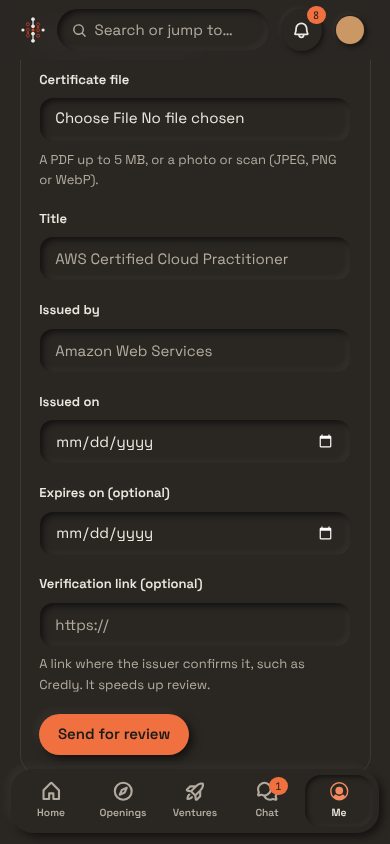 Search or jump to...
8
Certificate file
Choose File No file chosen
A PDF up to 5 MB, or a photo or scan (JPEG, PNG
or WebP).
Title
AWS Certified Cloud Practitioner
Issued by
Amazon Web Services
Issued on
mm/dd/yyyy
Expires on (optional)
mm/dd/yyyy
Verification link (optional)
https://
A link where the issuer confirms it, such as
Credly. It speeds up review.
Send for review
1
Home Openings Ventures Chat Me